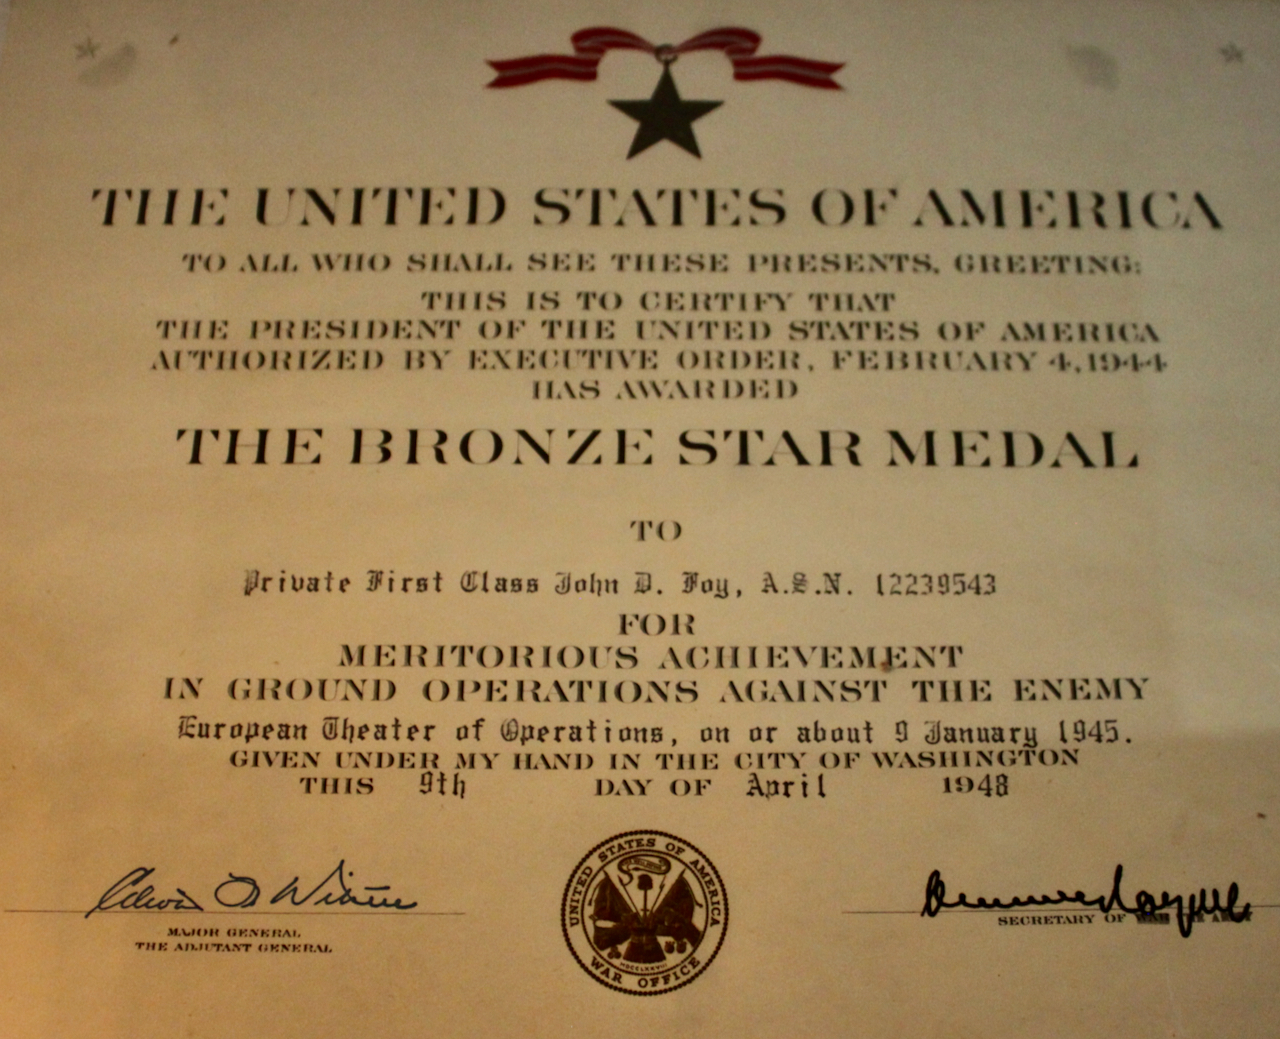 THE UNITED STATES OF AMERICA
TO ALL WHO SHALL SEE THESE PRESENTS, GREETING:
THIS IS TO CERTIFY THAT
THE PRESIDENT OF THE UNITED STATES OF AMERICA
AUTHORIZED BY EXECUTIVE ORDER, FEBRUARY 4, 1944
HAS AWARDED
THE BRONZE STAR MEDAL
TO
Private First Class John D. Foy, A.S.N. 12239543
FOR
MERITORIOUS ACHIEVEMENT
IN GROUND OPERATIONS AGAINST THE ENEMY
European Theater of Operations, on or about 9 January 1945.
GIVEN UNDER MY HAND IN THE CITY OF WASHINGTON
THIS 9th DAY OF April 1948
MAJOR GENERAL
THE ADJUTANT GENERAL
UNITED STATES OF AMERICA
MDCCLXXVIII
WAR OFFICE
SECRETARY OF